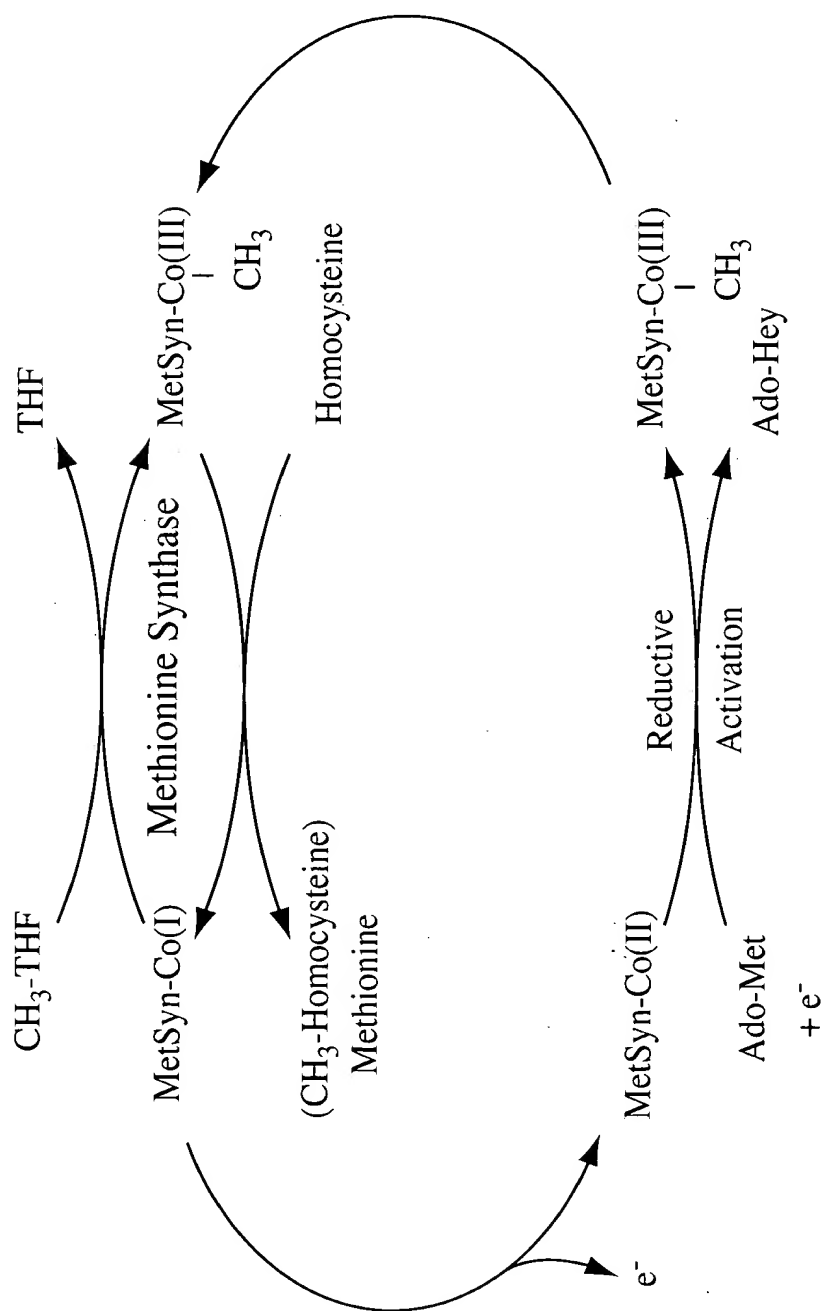 CH₃-THF
THF
MetSyn-Co(I)
Methionine Synthase
MetSyn-Co(III)
CH₃
(CH₃-Homocysteine)
Methionine
Homocysteine
e⁻
MetSyn-Co(II)
Reductive
MetSyn-Co(III)
CH₃
Ado-Met
+ e⁻
Activation
Ado-Hey